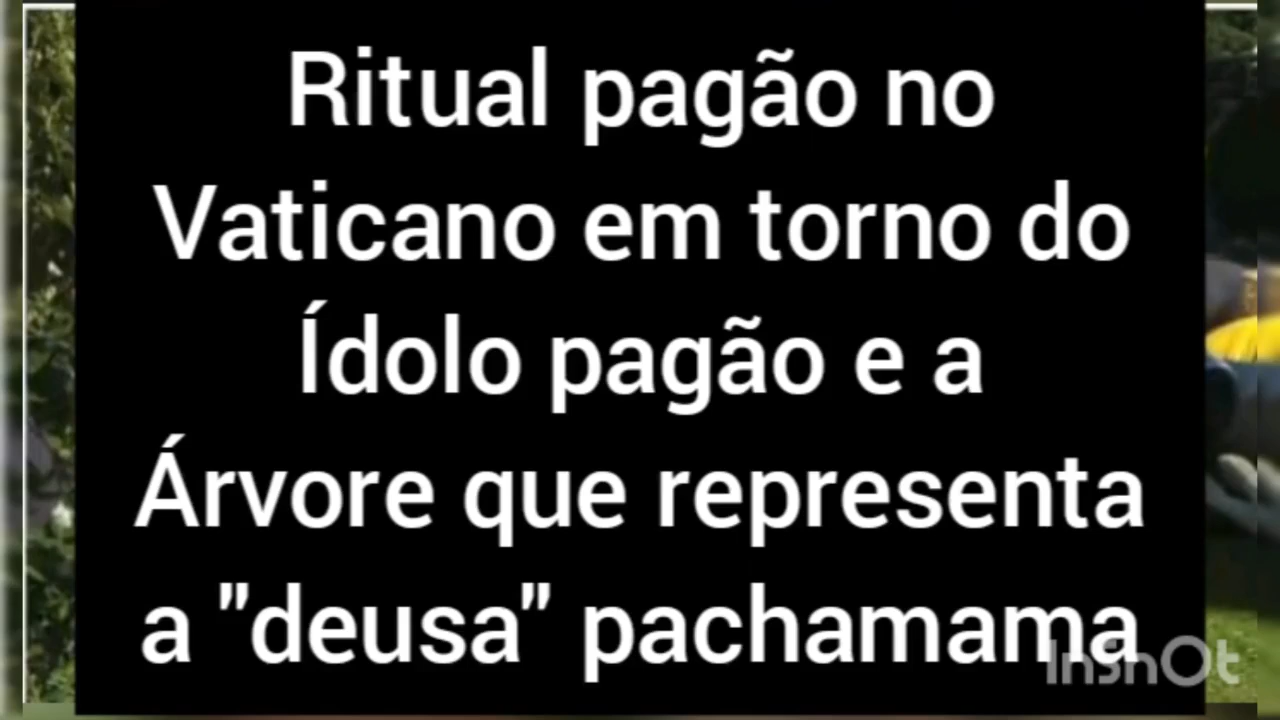 Ritual pagão no
Vaticano em torno do
Ídolo pagão e a
Árvore que representa
a "deusa" pachamama
InShOt